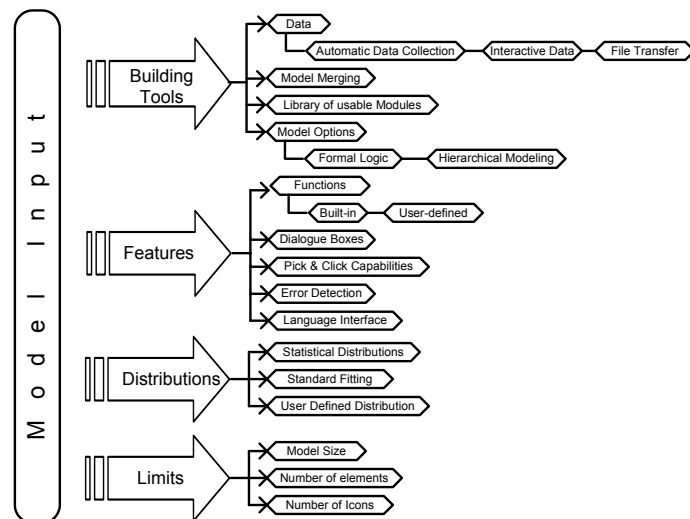 Model Input
Building
Tools
Data
Automatic Data Collection
Interactive Data
File Transfer
Model Merging
Library of usable Modules
Model Options
Formal Logic
Hierarchical Modeling
Features
Functions
Built-in
User-defined
Dialogue Boxes
Pick & Click Capabilities
Error Detection
Language Interface
Distributions
Statistical Distributions
Standard Fitting
User Defined Distribution
Limits
Model Size
Number of elements
Number of Icons